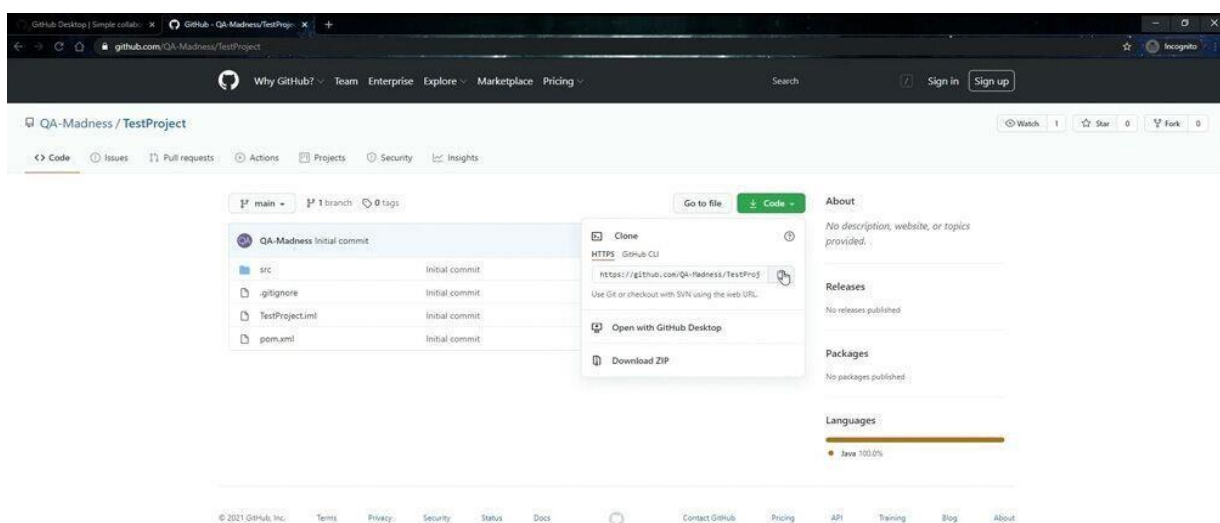 GitHub Desktop | Simple collabo
GitHub - QA-Madness/TestProje
github.com/QA-Madness/TestProject
Incognito
Why GitHub? Team Enterprise Explore Marketplace Pricing
Search
/
Sign in
Sign up
QA-Madness / TestProject
Watch 1
Star 0
Fork 0
<> Code
Issues
Pull requests
Actions
Projects
Security
Insights
main
1 branch
0 tags
Go to file
Code
QA-Madness Initial commit
src Initial commit
.gitignore Initial commit
TestProject.iml Initial commit
pom.xml Initial commit
Clone
HTTPS GitHub CLI
https://github.com/QA-Madness/TestProj
Use Git or checkout with SVN using the web URL.
Open with GitHub Desktop
Download ZIP
About
No description, website, or topics
provided.
Releases
No releases published
Packages
No packages published
Languages
Java 100.0%
© 2021 GitHub, Inc. Terms Privacy Security Status Docs Contact GitHub Pricing API Training Blog About